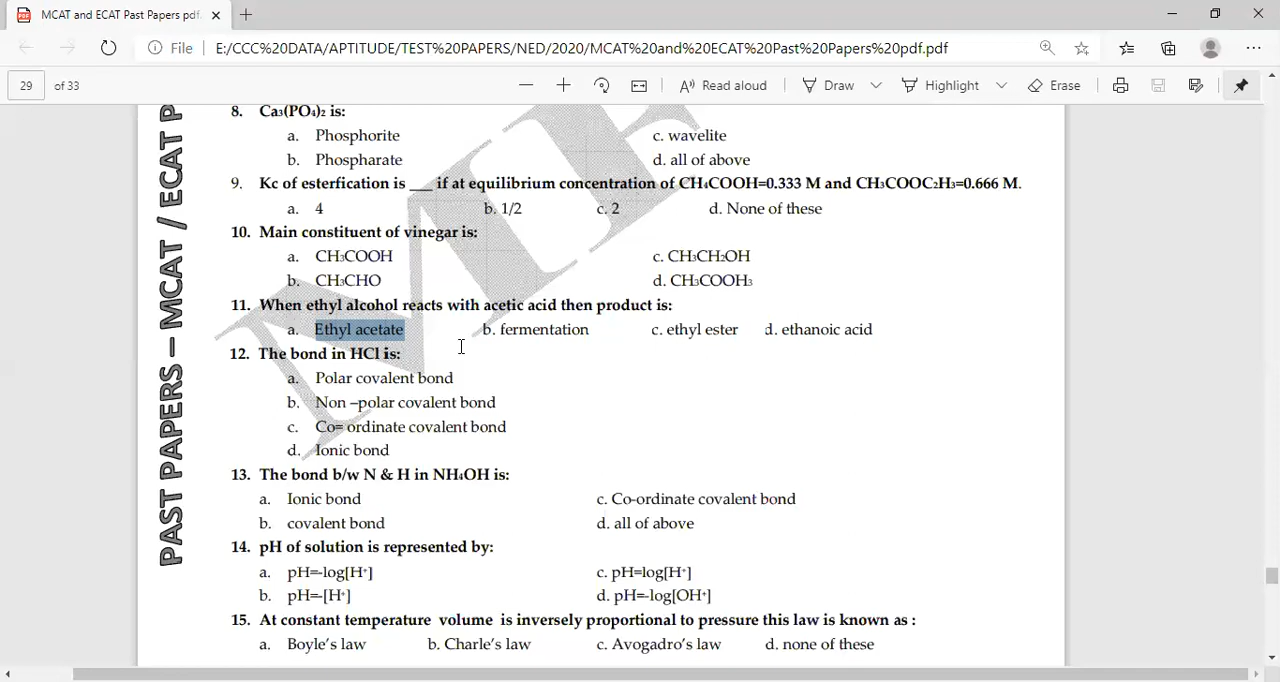 MCAT and ECAT Past Papers pdf.
File E:/CCC%20DATA/APTITUDE/TEST%20PAPERS/NED/2020/MCAT%20and%20ECAT%20Past%20Papers%20pdf.pdf
29 of 33 Read aloud Draw Highlight Erase
8. Ca₃(PO₄)₂ is:
a. Phosphorite c. wavelite
b. Phospharate d. all of above
9. Kc of esterfication is ___ if at equilibrium concentration of CH₄COOH=0.333 M and CH₃COOC₂H₃=0.666 M.
a. 4 b. 1/2 c. 2 d. None of these
10. Main constituent of vinegar is:
a. CH₃COOH c. CH₃CH₂OH
b. CH₃CHO d. CH₃COOH₃
11. When ethyl alcohol reacts with acetic acid then product is:
a. Ethyl acetate b. fermentation c. ethyl ester d. ethanoic acid
12. The bond in HCl is:
a. Polar covalent bond
b. Non –polar covalent bond
c. Co= ordinate covalent bond
d. Ionic bond
13. The bond b/w N & H in NH₄OH is:
a. Ionic bond c. Co-ordinate covalent bond
b. covalent bond d. all of above
14. pH of solution is represented by:
a. pH=-log[H⁺] c. pH=log[H⁺]
b. pH=-[H⁺] d. pH=-log[OH⁺]
15. At constant temperature volume is inversely proportional to pressure this law is known as :
a. Boyle’s law b. Charle’s law c. Avogadro’s law d. none of these
PAST PAPERS – MCAT / ECAT P